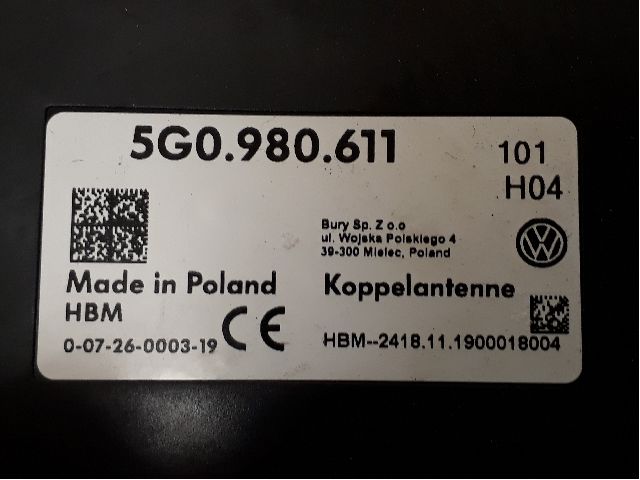 5G0.980.611
101
H04
Bury Sp. Z o.o
ul. Wojska Polskiego 4
39-300 Mielec, Poland
Made in Poland
Koppelantenne
HBM
CE
0-07-26-0003-19
HBM--2418.11.1900018004